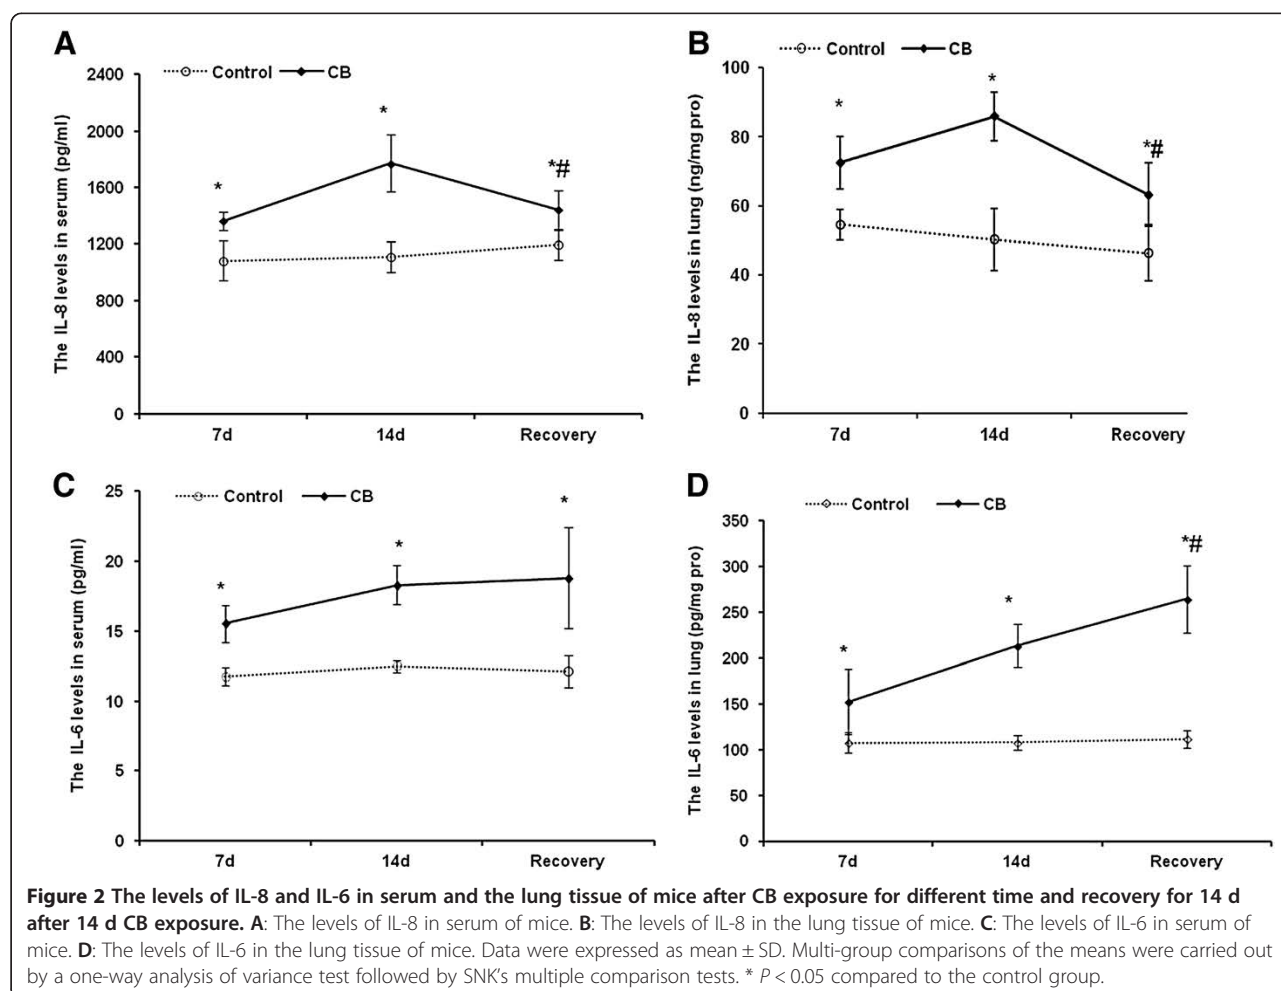 A
Control CB
The IL-8 levels in serum (pg/ml)
2400
2000
1600
1200
800
400
0
* * *#
7d 14d Recovery
B
Control CB
The IL-8 levels in lung (ng/mg pro)
100
80
60
40
20
0
* * *#
7d 14d Recovery
C
Control CB
The IL-6 levels in serum (pg/ml)
25
20
15
10
5
0
* * *
7d 14d Recovery
D
Control CB
The IL-6 levels in lung (pg/mg pro)
350
300
250
200
150
100
50
0
* * *#
7d 14d Recovery
Figure 2 The levels of IL-8 and IL-6 in serum and the lung tissue of mice after CB exposure for different time and recovery for 14 d
after 14 d CB exposure. A: The levels of IL-8 in serum of mice. B: The levels of IL-8 in the lung tissue of mice. C: The levels of IL-6 in serum of
mice. D: The levels of IL-6 in the lung tissue of mice. Data were expressed as mean ± SD. Multi-group comparisons of the means were carried out
by a one-way analysis of variance test followed by SNK's multiple comparison tests. * P < 0.05 compared to the control group.